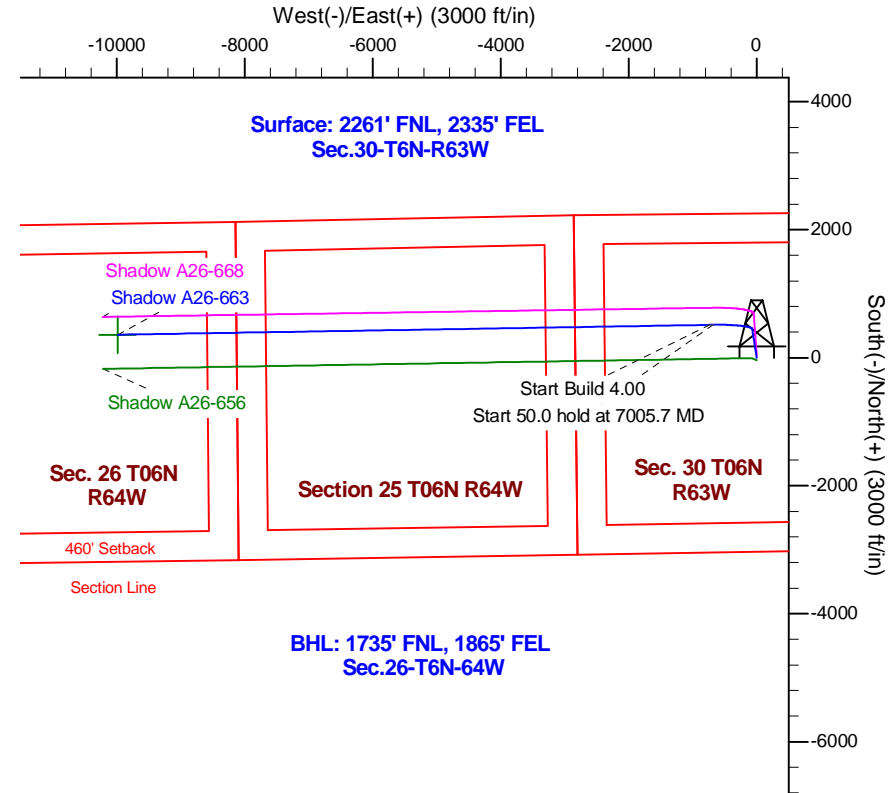 West(-)/East(+) (3000 ft/in)
-10000 -8000 -6000 -4000 -2000 0
4000
2000
0
-2000
-4000
-6000
South(-)/North(+) (3000 ft/in)
Surface: 2261' FNL, 2335' FEL
Sec.30-T6N-R63W
Shadow A26-668
Shadow A26-663
Shadow A26-656
Start Build 4.00
Start 50.0 hold at 7005.7 MD
Sec. 26 T06N
R64W
Section 25 T06N R64W
Sec. 30 T06N
R63W
460' Setback
Section Line
BHL: 1735' FNL, 1865' FEL
Sec.26-T6N-64W